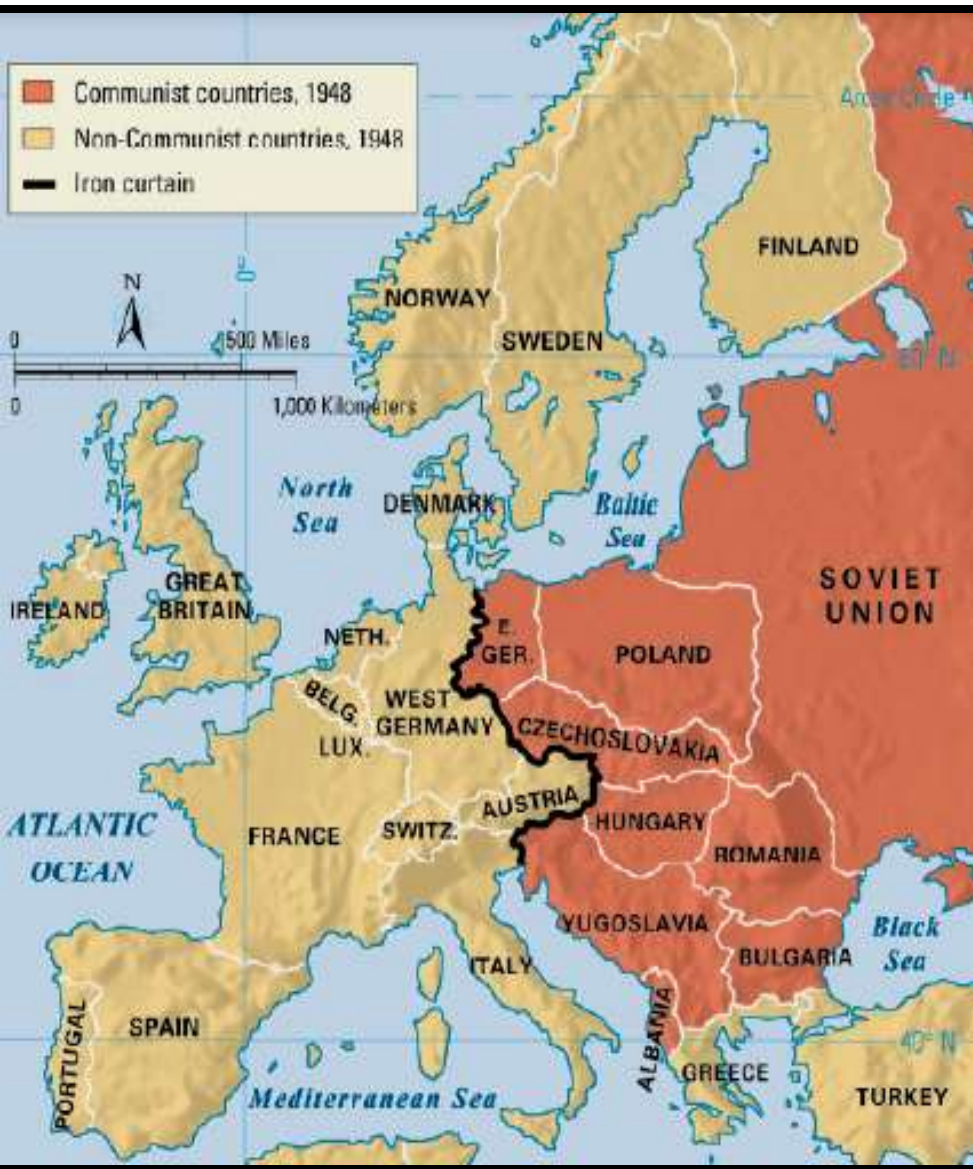 Communist countries, 1948
Non-Communist countries, 1948
Iron curtain
Arctic Circle
0°
N
0
500 Miles
0
1,000 Kilometers
60° N
FINLAND
NORWAY
SWEDEN
North
Sea
DENMARK
Baltic
Sea
SOVIET
UNION
IRELAND
GREAT
BRITAIN
NETH.
E.
GER.
POLAND
BELG.
WEST
GERMANY
LUX.
CZECHOSLOVAKIA
ATLANTIC
OCEAN
FRANCE
SWITZ.
AUSTRIA
HUNGARY
ROMANIA
YUGOSLAVIA
Black
Sea
BULGARIA
ITALY
PORTUGAL
SPAIN
ALBANIA
40° N
GREECE
Mediterranean Sea
TURKEY